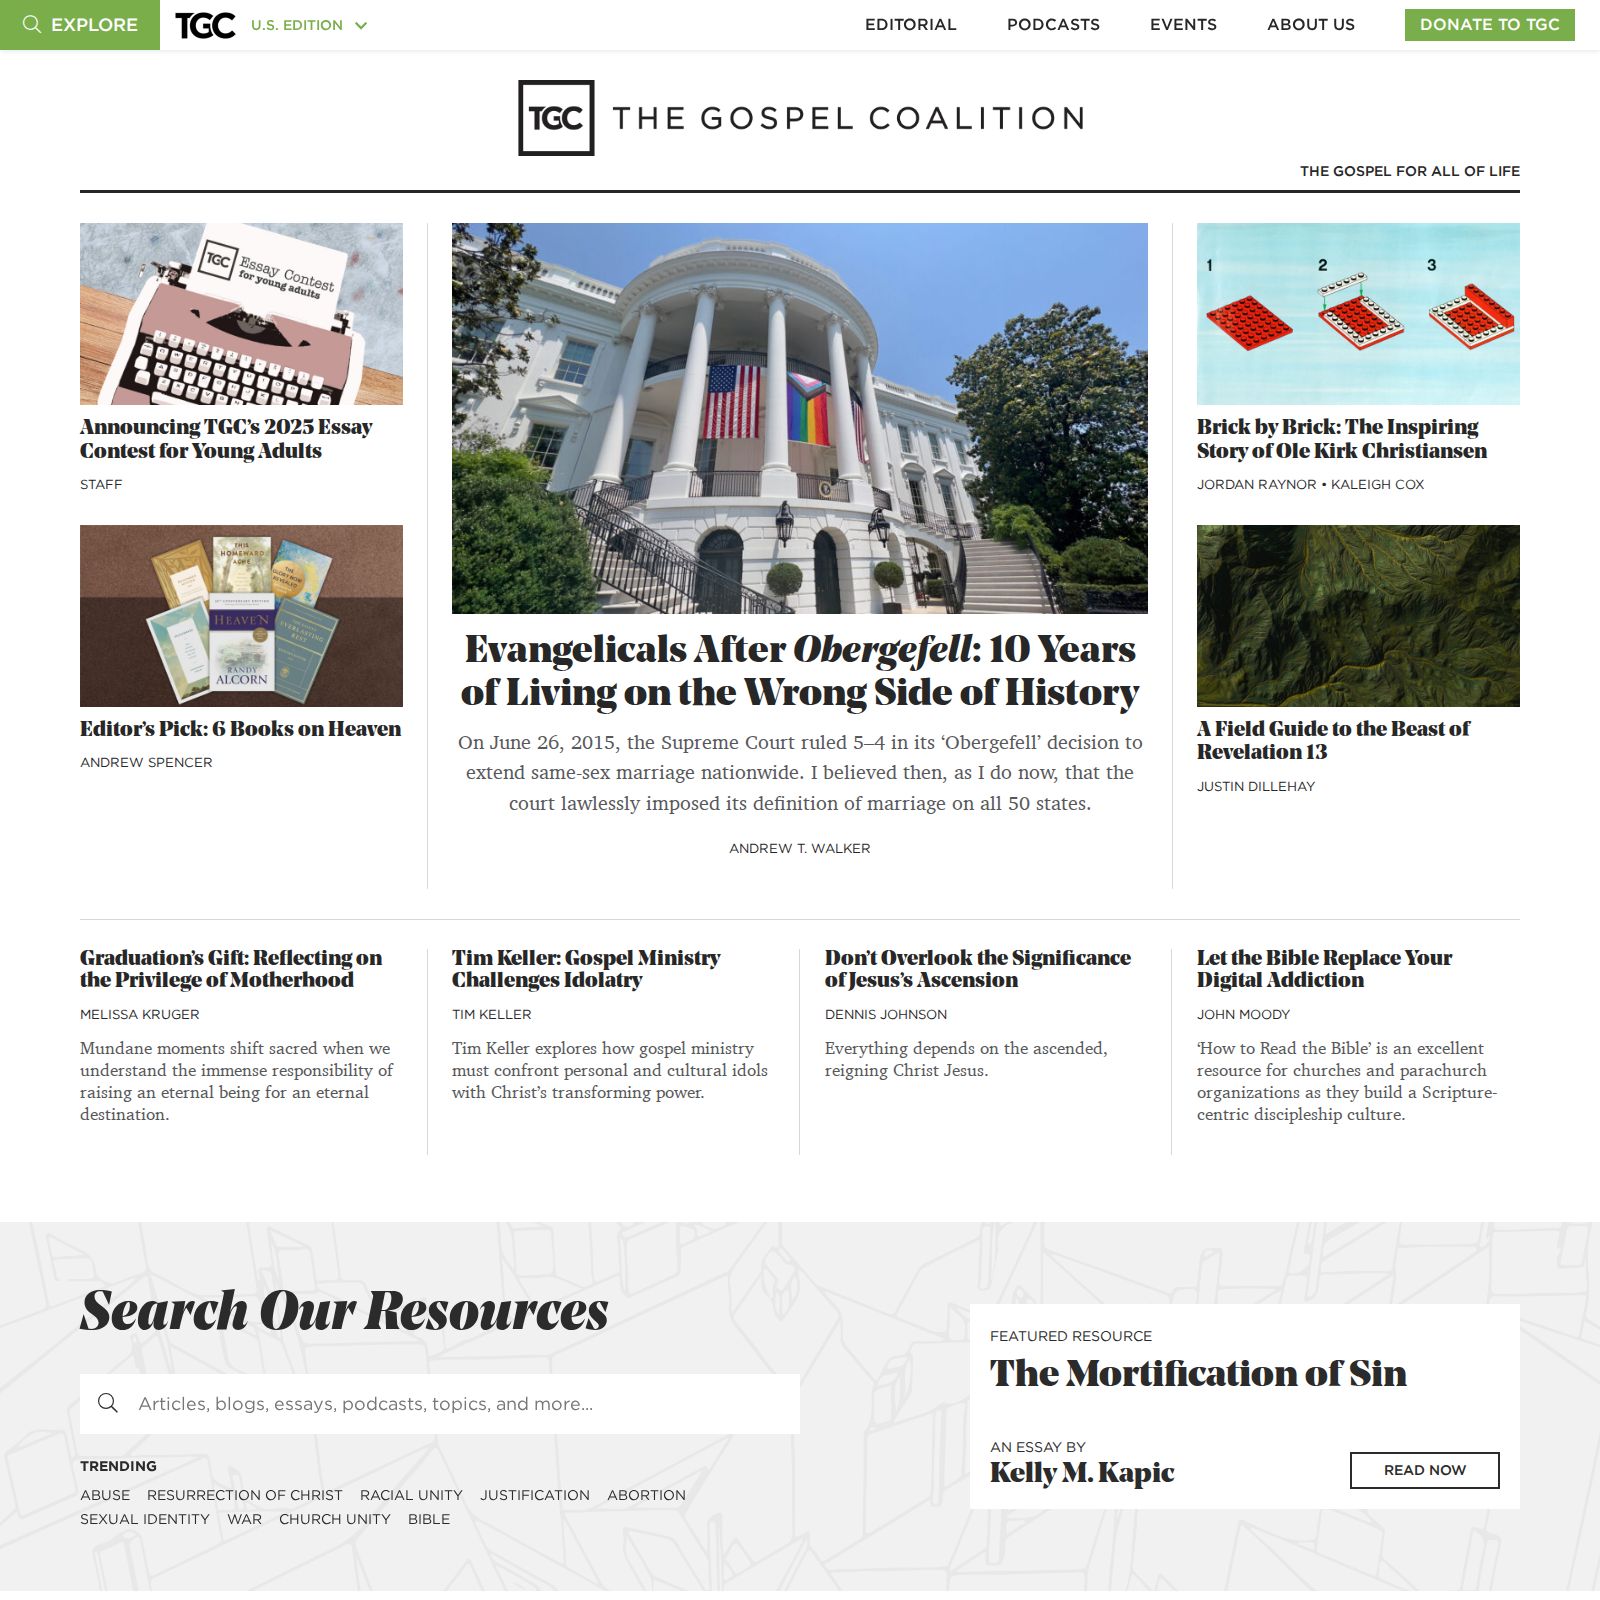 EXPLORE
TGC
U.S. EDITION
EDITORIAL
PODCASTS
EVENTS
ABOUT US
DONATE TO TGC
TGC
THE GOSPEL COALITION
THE GOSPEL FOR ALL OF LIFE
TGC
Essay Contest
for young adults
Announcing TGC’s 2025 Essay
Contest for Young Adults
STAFF
THIS
HOMEWARD
ACHE
THE
GLORY NOW
REVEALED
HEAVEN
RANDY
ALCORN
EVERLASTING
REST
Editor’s Pick: 6 Books on Heaven
ANDREW SPENCER
Evangelicals After Obergefell: 10 Years
of Living on the Wrong Side of History
On June 26, 2015, the Supreme Court ruled 5–4 in its ‘Obergefell’ decision to
extend same-sex marriage nationwide. I believed then, as I do now, that the
court lawlessly imposed its definition of marriage on all 50 states.
ANDREW T. WALKER
1
2
3
Brick by Brick: The Inspiring
Story of Ole Kirk Christiansen
JORDAN RAYNOR • KALEIGH COX
A Field Guide to the Beast of
Revelation 13
JUSTIN DILLEHAY
Graduation’s Gift: Reflecting on
the Privilege of Motherhood
MELISSA KRUGER
Mundane moments shift sacred when we
understand the immense responsibility of
raising an eternal being for an eternal
destination.
Tim Keller: Gospel Ministry
Challenges Idolatry
TIM KELLER
Tim Keller explores how gospel ministry
must confront personal and cultural idols
with Christ’s transforming power.
Don’t Overlook the Significance
of Jesus’s Ascension
DENNIS JOHNSON
Everything depends on the ascended,
reigning Christ Jesus.
Let the Bible Replace Your
Digital Addiction
JOHN MOODY
‘How to Read the Bible’ is an excellent
resource for churches and parachurch
organizations as they build a Scripture-
centric discipleship culture.
Search Our Resources
Articles, blogs, essays, podcasts, topics, and more...
TRENDING
ABUSE RESURRECTION OF CHRIST RACIAL UNITY JUSTIFICATION ABORTION
SEXUAL IDENTITY WAR CHURCH UNITY BIBLE
FEATURED RESOURCE
The Mortification of Sin
AN ESSAY BY
Kelly M. Kapic
READ NOW